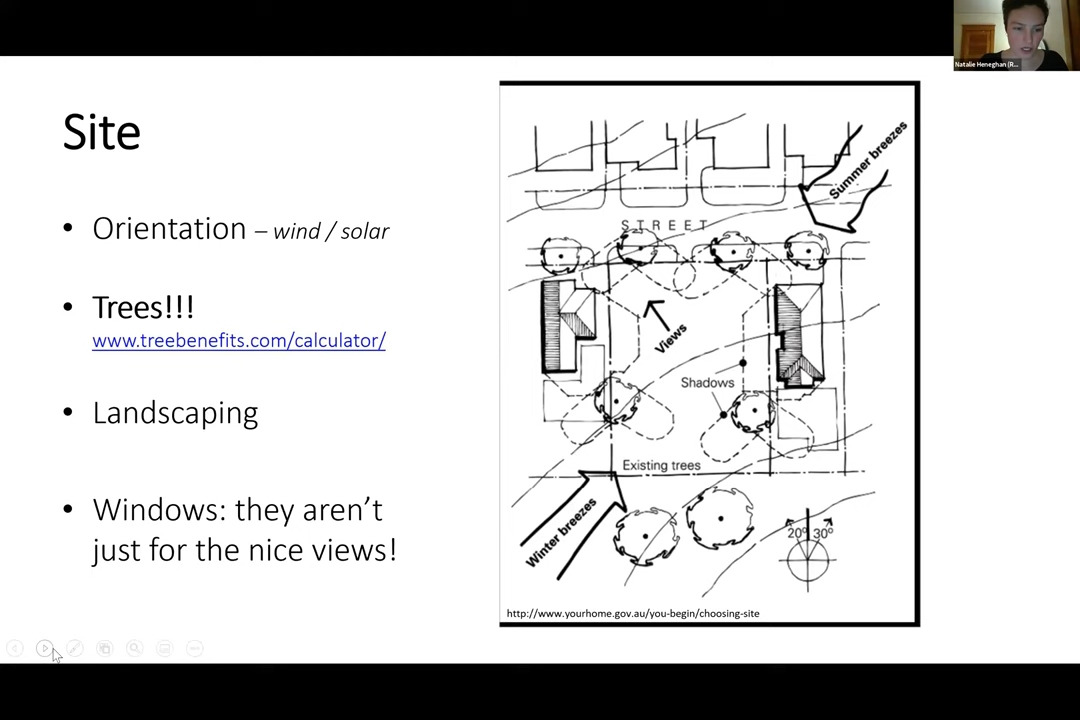 Natalie Heneghan (R...
Site
• Orientation – wind / solar
• Trees!!!
www.treebenefits.com/calculator/
• Landscaping
• Windows: they aren’t
just for the nice views!
Summer breezes
STREET
Views
Shadows
Existing trees
Winter breezes
20° 30°
http://www.yourhome.gov.au/you-begin/choosing-site